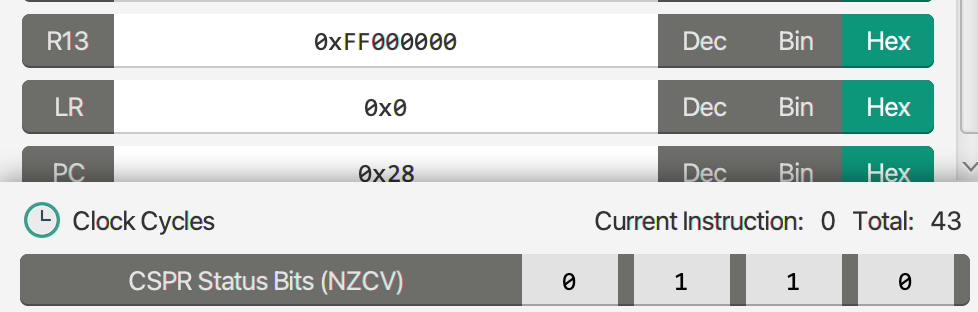 R13 0xFF000000 Dec Bin Hex
LR 0x0 Dec Bin Hex
PC 0x28 Dec Bin Hex
Clock Cycles Current Instruction: 0 Total: 43
CSPR Status Bits (NZCV) 0 1 1 0